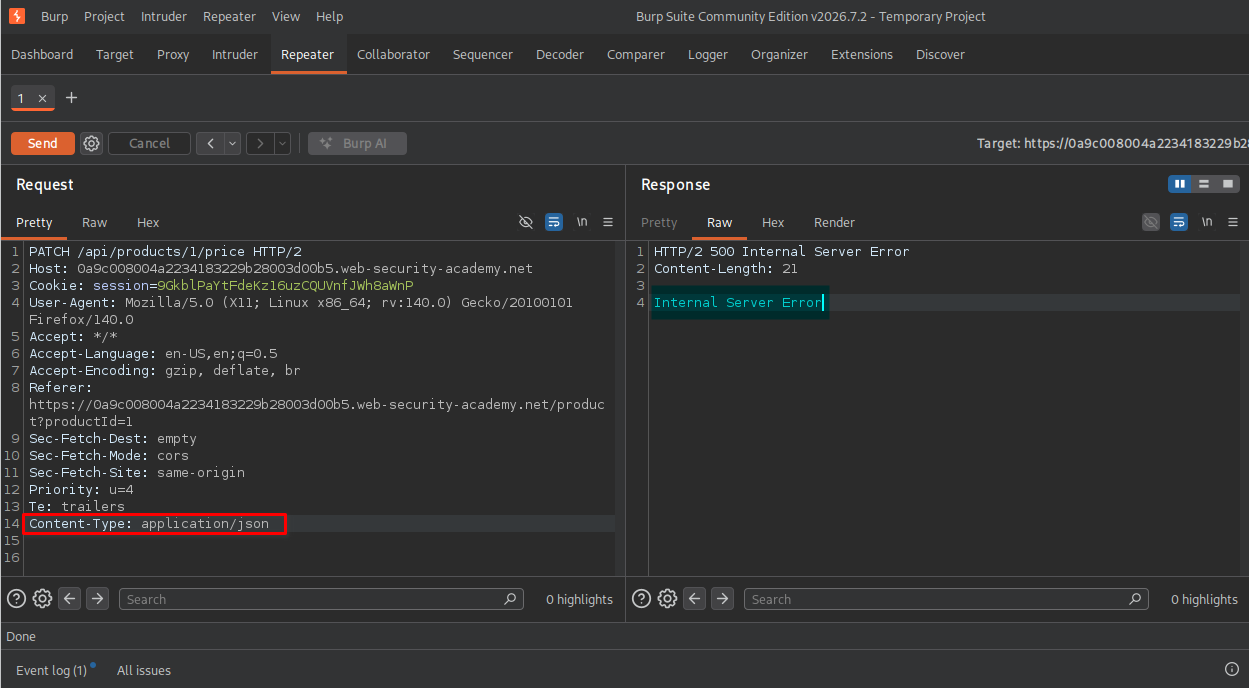 Burp Project Intruder Repeater View Help Burp Suite Community Edition v2026.7.2 - Temporary Project
Dashboard Target Proxy Intruder Repeater Collaborator Sequencer Decoder Comparer Logger Organizer Extensions Discover
1 × +
Send Cancel < > Burp AI Target: https://0a9c008004a2234183229b28
Request
Pretty Raw Hex \n
1 PATCH /api/products/1/price HTTP/2
2 Host: 0a9c008004a2234183229b28003d00b5.web-security-academy.net
3 Cookie: session=9GkblPaYtFdeKz16uzCQUVnfJWh8aWnP
4 User-Agent: Mozilla/5.0 (X11; Linux x86_64; rv:140.0) Gecko/20100101
Firefox/140.0
5 Accept: */*
6 Accept-Language: en-US,en;q=0.5
7 Accept-Encoding: gzip, deflate, br
8 Referer:
https://0a9c008004a2234183229b28003d00b5.web-security-academy.net/produc
t?productId=1
9 Sec-Fetch-Dest: empty
10 Sec-Fetch-Mode: cors
11 Sec-Fetch-Site: same-origin
12 Priority: u=4
13 Te: trailers
14 Content-Type: application/json
15
16
Search 0 highlights
Response
Pretty Raw Hex Render \n
1 HTTP/2 500 Internal Server Error
2 Content-Length: 21
3
4 Internal Server Error
Search 0 highlights
Done
Event log (1) All issues